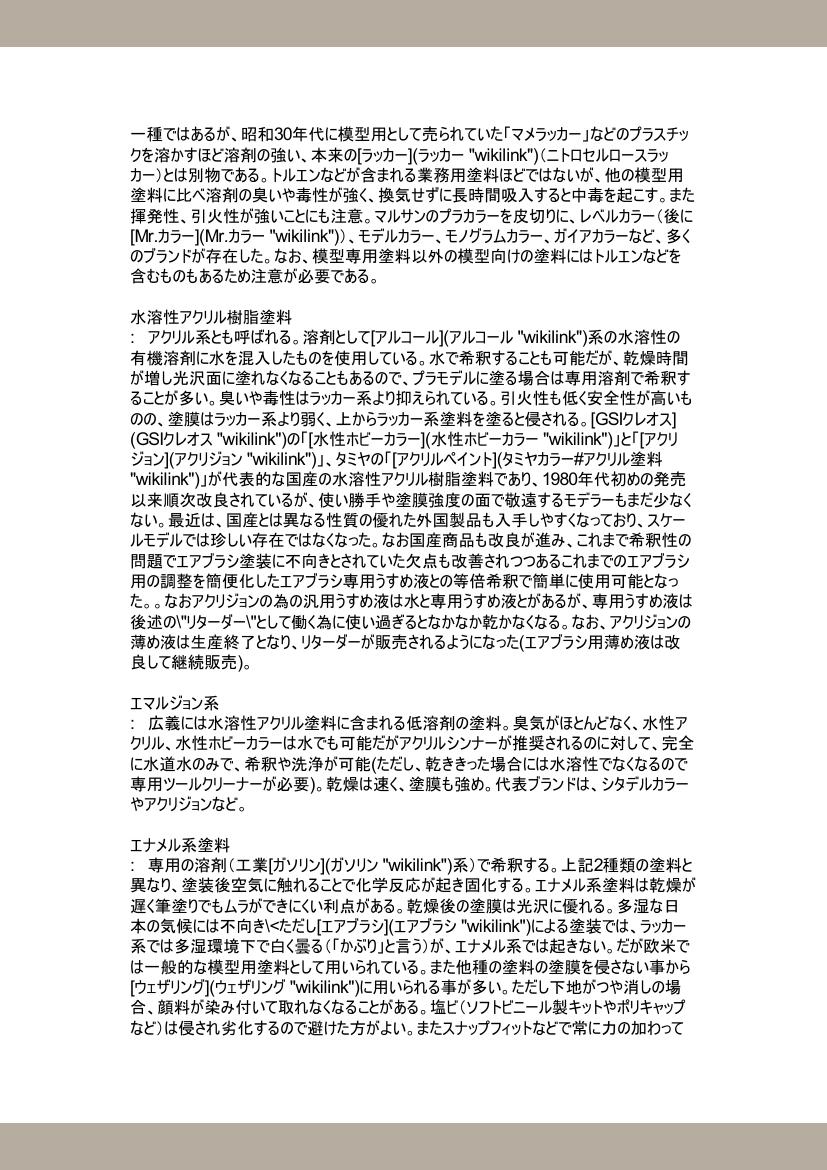 一種ではあるが、昭和30年代に模型用として売られていた「マメラッカー」などのプラスチッ
クを溶かすほど溶剤の強い、本来の[ラッカー](ラッカー "wikilink")（ニトロセルロースラッ
カー）とは別物である。トルエンなどが含まれる業務用塗料ほどではないが、他の模型用
塗料に比べ溶剤の臭いや毒性が強く、換気せずに長時間吸入すると中毒を起こす。また
揮発性、引火性が強いことにも注意。マルサンのプラカラーを皮切りに、レベルカラー（後に
[Mr.カラー](Mr.カラー "wikilink")）、モデルカラー、モノグラムカラー、ガイアカラーなど、多く
のブランドが存在した。なお、模型専用塗料以外の模型向けの塗料にはトルエンなどを
含むものもあるため注意が必要である。
水溶性アクリル樹脂塗料
: アクリル系とも呼ばれる。溶剤として[アルコール](アルコール "wikilink")系の水溶性の
有機溶剤に水を混入したものを使用している。水で希釈することも可能だが、乾燥時間
が増し光沢面に塗れなくなることもあるので、プラモデルに塗る場合は専用溶剤で希釈す
ることが多い。臭いや毒性はラッカー系より抑えられている。引火性も低く安全性が高いも
のの、塗膜はラッカー系より弱く、上からラッカー系塗料を塗ると侵される。[GSIクレオス]
(GSIクレオス "wikilink")の「[水性ホビーカラー](水性ホビーカラー "wikilink")」と「[アクリ
ジョン](アクリジョン "wikilink")」、タミヤの「[アクリルペイント](タミヤカラー#アクリル塗料
"wikilink")」が代表的な国産の水溶性アクリル樹脂塗料であり、1980年代初めの発売
以来順次改良されているが、使い勝手や塗膜強度の面で敬遠するモデラーもまだ少なく
ない。最近は、国産とは異なる性質の優れた外国製品も入手しやすくなっており、スケー
ルモデルでは珍しい存在ではなくなった。なお国産商品も改良が進み、これまで希釈性の
問題でエアブラシ塗装に不向きとされていた欠点も改善されつつあるこれまでのエアブラシ
用の調整を簡便化したエアブラシ専用うすめ液との等倍希釈で簡単に使用可能となっ
た。。なおアクリジョンの為の汎用うすめ液は水と専用うすめ液とがあるが、専用うすめ液は
後述の\"リターダー\"として働く為に使い過ぎるとなかなか乾かなくなる。なお、アクリジョンの
薄め液は生産終了となり、リターダーが販売されるようになった(エアブラシ用薄め液は改
良して継続販売)。
エマルジョン系
: 広義には水溶性アクリル塗料に含まれる低溶剤の塗料。臭気がほとんどなく、水性ア
クリル、水性ホビーカラーは水でも可能だがアクリルシンナーが推奨されるのに対して、完全
に水道水のみで、希釈や洗浄が可能(ただし、乾ききった場合には水溶性でなくなるので
専用ツールクリーナーが必要)。乾燥は速く、塗膜も強め。代表ブランドは、シタデルカラー
やアクリジョンなど。
エナメル系塗料
: 専用の溶剤（工業[ガソリン](ガソリン "wikilink")系）で希釈する。上記2種類の塗料と
異なり、塗装後空気に触れることで化学反応が起き固化する。エナメル系塗料は乾燥が
遅く筆塗りでもムラができにくい利点がある。乾燥後の塗膜は光沢に優れる。多湿な日
本の気候には不向き\<ただし[エアブラシ](エアブラシ "wikilink")による塗装では、ラッカー
系では多湿環境下で白く曇る（「かぶり」と言う）が、エナメル系では起きない。だが欧米で
は一般的な模型用塗料として用いられている。また他種の塗料の塗膜を侵さない事から
[ウェザリング](ウェザリング "wikilink")に用いられる事が多い。ただし下地がつや消しの場
合、顔料が染み付いて取れなくなることがある。塩ビ（ソフトビニール製キットやポリキャップ
など）は侵され劣化するので避けた方がよい。またスナップフィットなどで常に力の加わって